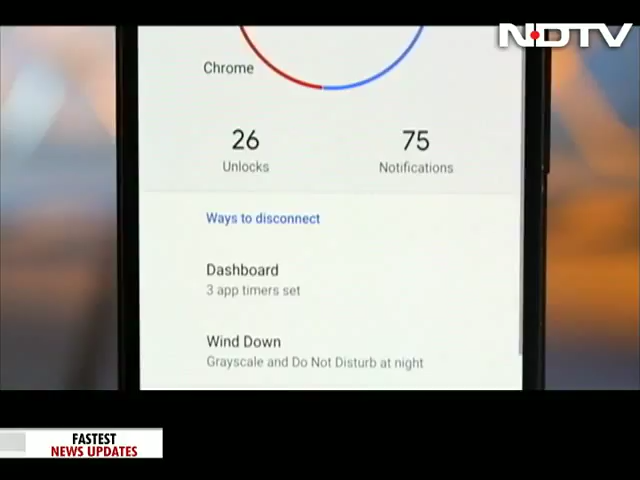 NDTV
Chrome
26
Unlocks
75
Notifications
Ways to disconnect
Dashboard
3 app timers set
Wind Down
Grayscale and Do Not Disturb at night
FASTEST
NEWS UPDATES